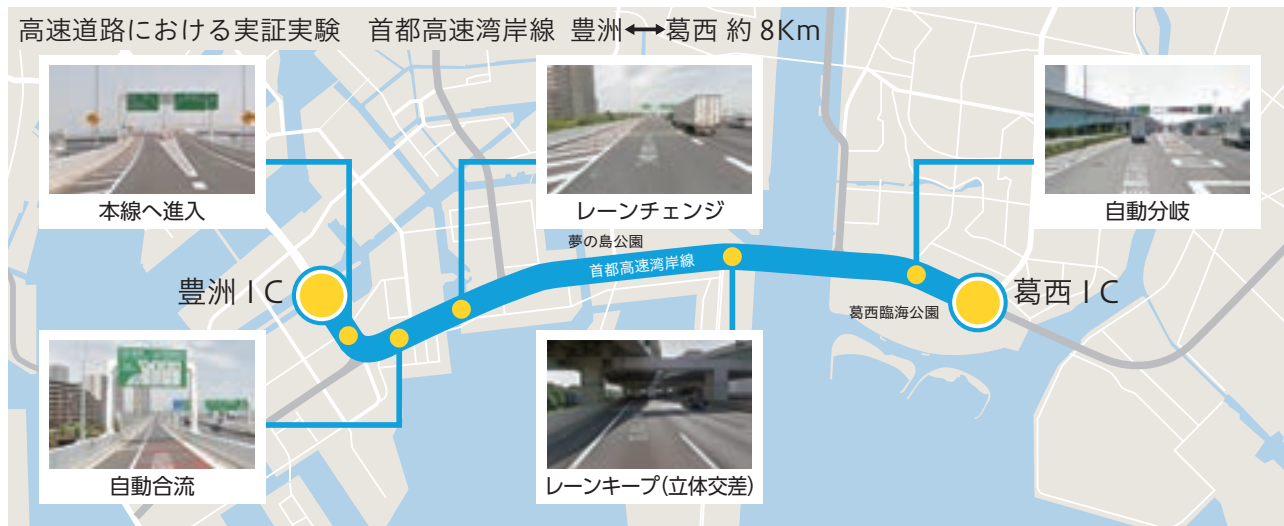 高速道路における実証実験　首都高速湾岸線 豊洲⟷葛西 約8Km
本線へ進入
レーンチェンジ
自動分岐
夢の島公園
首都高速湾岸線
豊洲IC
葛西臨海公園
葛西IC
自動合流
レーンキープ(立体交差)